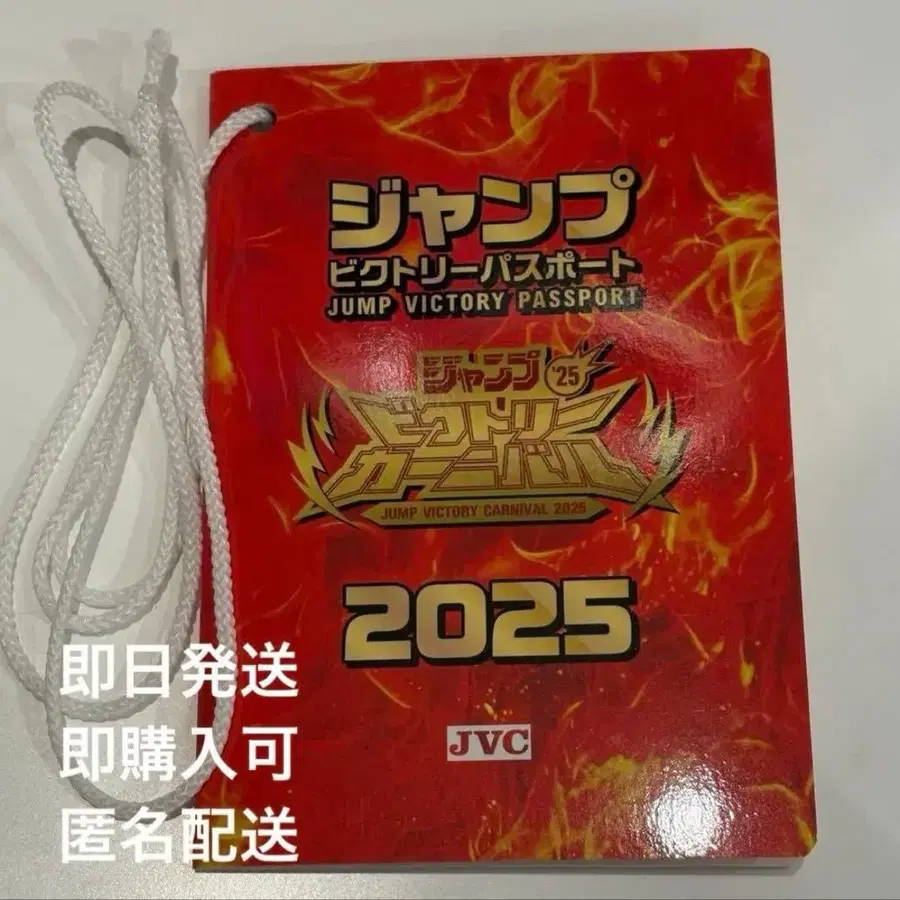 ジャンプ
ビクトリーパスポート
JUMP VICTORY PASSPORT
ジャンプ '25
ビクトリー
カーニバル
JUMP VICTORY CARNIVAL 2025
2025
JVC
即日発送
即購入可
匿名配送